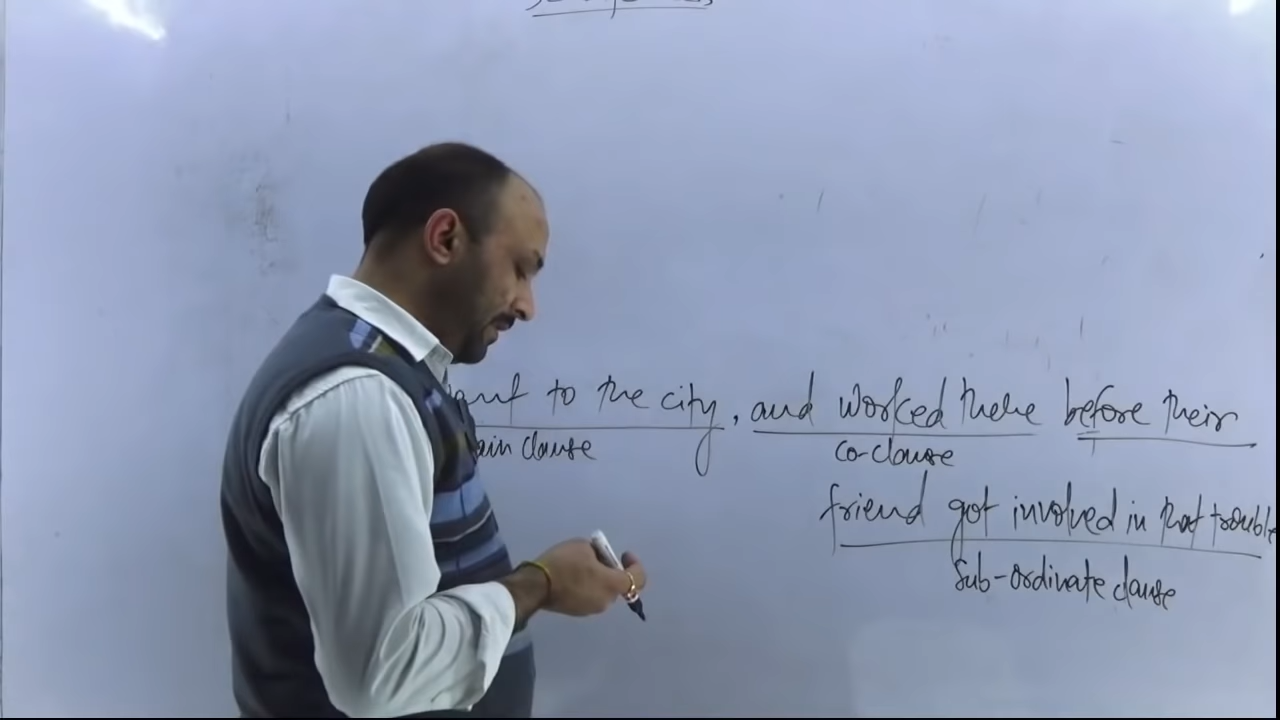 to the city, and worked there before their
main clause co-clause
friend got involved in that trouble
Sub-ordinate clause